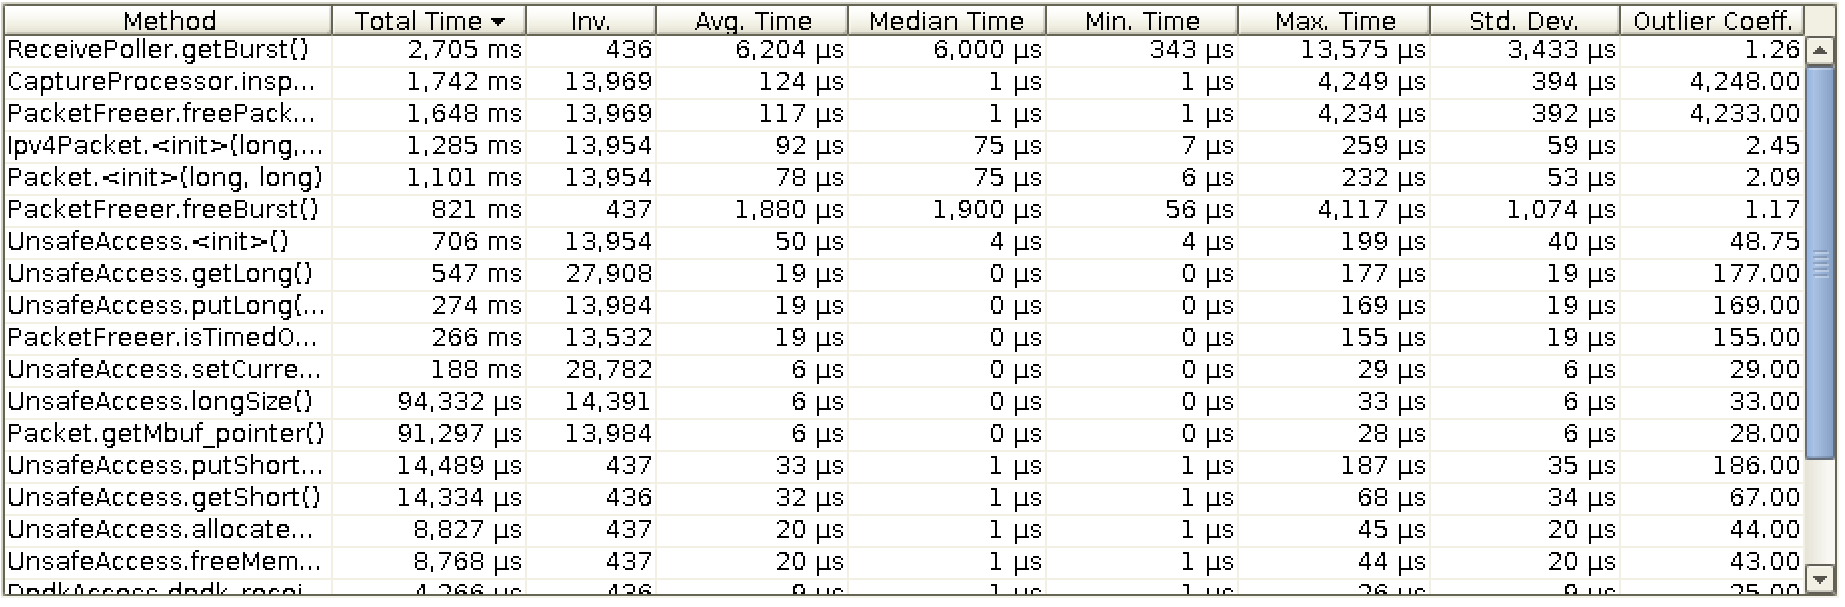 Method Total Time Inv. Avg. Time Median Time Min. Time Max. Time Std. Dev. Outlier Coeff.
ReceivePoller.getBurst() 2,705 ms 436 6,204 µs 6,000 µs 343 µs 13,575 µs 3,433 µs 1.26
CaptureProcessor.insp... 1,742 ms 13,969 124 µs 1 µs 1 µs 4,249 µs 394 µs 4,248.00
PacketFreeer.freePack... 1,648 ms 13,969 117 µs 1 µs 1 µs 4,234 µs 392 µs 4,233.00
Ipv4Packet.<init>(long,... 1,285 ms 13,954 92 µs 75 µs 7 µs 259 µs 59 µs 2.45
Packet.<init>(long, long) 1,101 ms 13,954 78 µs 75 µs 6 µs 232 µs 53 µs 2.09
PacketFreeer.freeBurst() 821 ms 437 1,880 µs 1,900 µs 56 µs 4,117 µs 1,074 µs 1.17
UnsafeAccess.<init>() 706 ms 13,954 50 µs 4 µs 4 µs 199 µs 40 µs 48.75
UnsafeAccess.getLong() 547 ms 27,908 19 µs 0 µs 0 µs 177 µs 19 µs 177.00
UnsafeAccess.putLong(... 274 ms 13,984 19 µs 0 µs 0 µs 169 µs 19 µs 169.00
PacketFreeer.isTimedO... 266 ms 13,532 19 µs 0 µs 0 µs 155 µs 19 µs 155.00
UnsafeAccess.setCurre... 188 ms 28,782 6 µs 0 µs 0 µs 29 µs 6 µs 29.00
UnsafeAccess.longSize() 94,332 µs 14,391 6 µs 0 µs 0 µs 33 µs 6 µs 33.00
Packet.getMbuf_pointer() 91,297 µs 13,984 6 µs 0 µs 0 µs 28 µs 6 µs 28.00
UnsafeAccess.putShort... 14,489 µs 437 33 µs 1 µs 1 µs 187 µs 35 µs 186.00
UnsafeAccess.getShort() 14,334 µs 436 32 µs 1 µs 1 µs 68 µs 34 µs 67.00
UnsafeAccess.allocate... 8,827 µs 437 20 µs 1 µs 1 µs 45 µs 20 µs 44.00
UnsafeAccess.freeMem... 8,768 µs 437 20 µs 1 µs 1 µs 44 µs 20 µs 43.00
DpdkAccess.dpdk_recei... 4,266 µs 436 9 µs 1 µs 1 µs 26 µs 9 µs 25.00